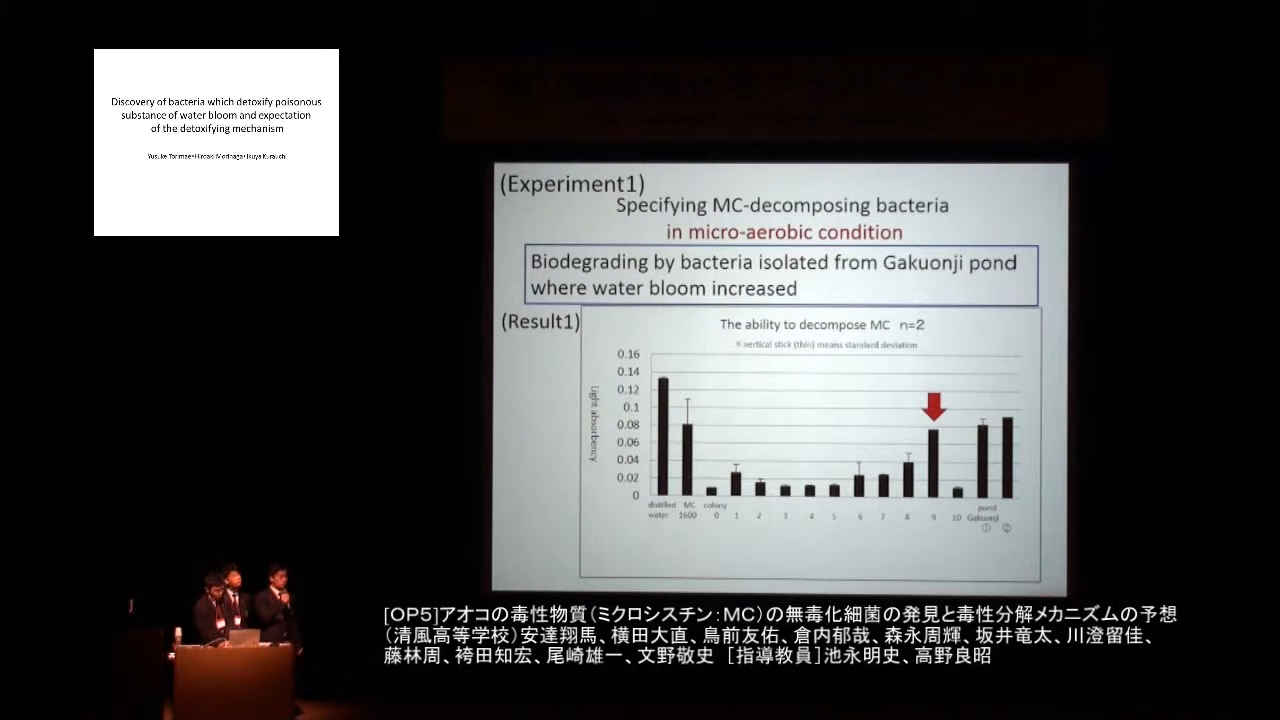 Discovery of bacteria which detoxify poisonous
substance of water bloom and expectation
of the detoxifying mechanism
Yusuke Torimae・Hiroaki Morinaga・Ikuya Kurauchi
(Experiment1)
Specifying MC-decomposing bacteria
in micro-aerobic condition
Biodegrading by bacteria isolated from Gakuonji pond
where water bloom increased
(Result1)
The ability to decompose MC n=2
※vertical stick (thin) means standard deviation
Light absorbency
0.16
0.14
0.12
0.1
0.08
0.06
0.04
0.02
0
distilled water
MC 1600
colony 0
1
2
3
4
5
6
7
8
9
10
pond Gakuonji
①
②
[OP5]アオコの毒性物質（ミクロシスチン：MC）の無毒化細菌の発見と毒性分解メカニズムの予想
（清風高等学校）安達翔馬、横田大直、鳥前友佑、倉内郁哉、森永周輝、坂井竜太、川澄留佳、
藤林周、袴田知宏、尾崎雄一、文野敬史 ［指導教員］池永明史、高野良昭